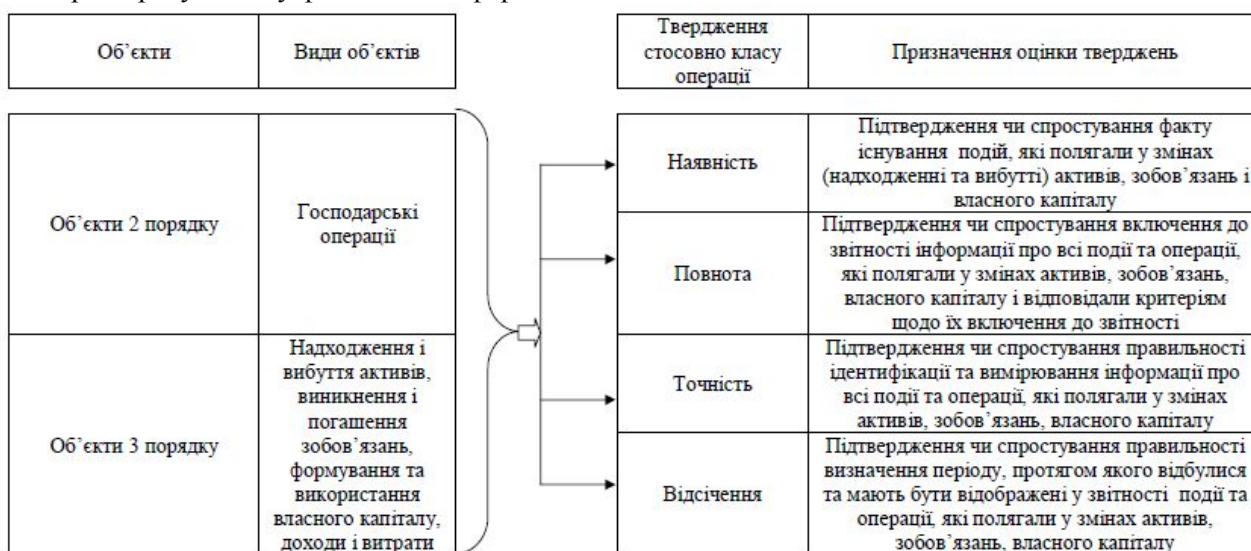 Об’єкти
Види об’єктів
Твердження
стосовно класу
операції
Призначення оцінки тверджень
Об’єкти 2 порядку
Господарські
операції
Об’єкти 3 порядку
Надходження і
вибуття активів,
виникнення і
погашення
зобов’язань,
формування та
використання
власного капіталу,
доходи і витрати
Наявність
Підтвердження чи спростування факту
існування подій, які полягали у змінах
(надходженні та вибутті) активів, зобов’язань і
власного капіталу
Повнота
Підтвердження чи спростування включення до
звітності інформації про всі події та операції,
які полягали у змінах активів, зобов’язань,
власного капіталу і відповідали критеріям
щодо їх включення до звітності
Точність
Підтвердження чи спростування правильності
ідентифікації та вимірювання інформації про
всі події та операції, які полягали у змінах
активів, зобов’язань, власного капіталу
Відсічення
Підтвердження чи спростування правильності
визначення періоду, протягом якого відбулися
та мають бути відображені у звітності події та
операції, які полягали у змінах активів,
зобов’язань, власного капіталу